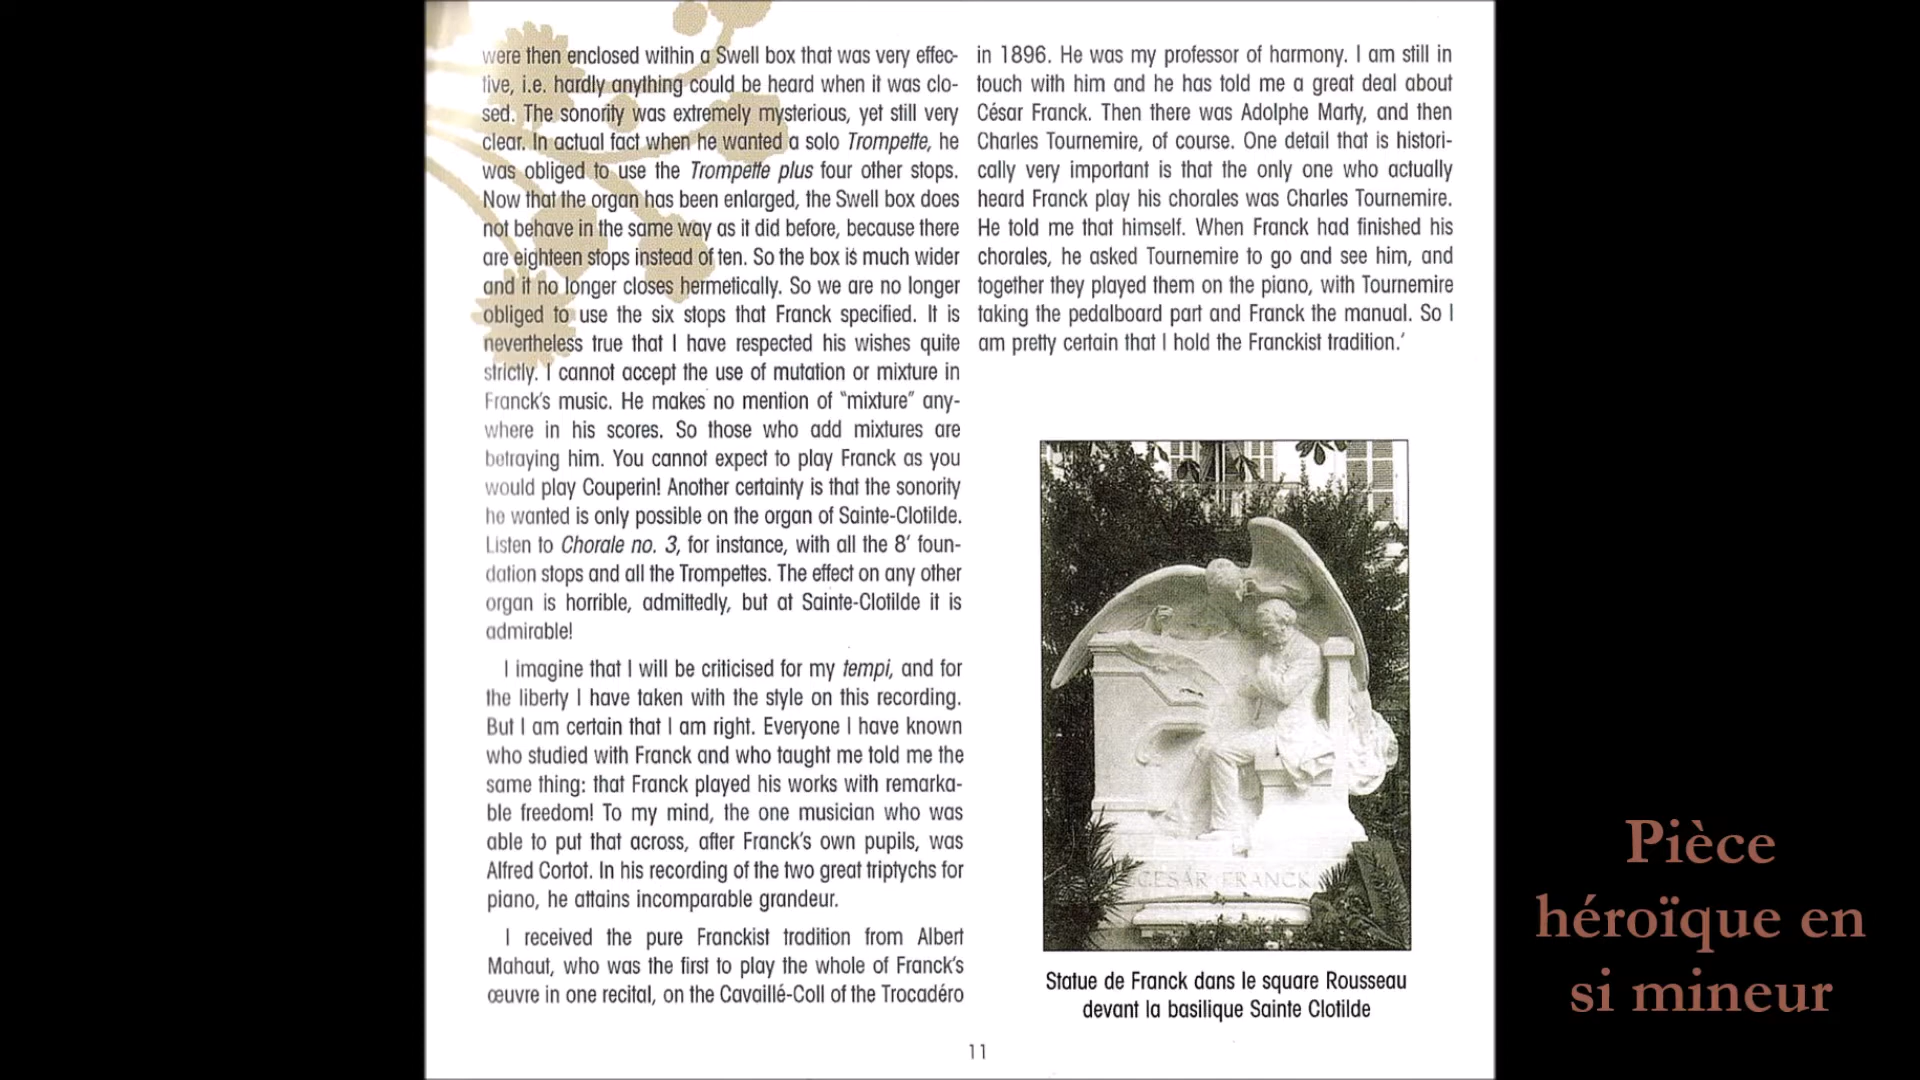 were then enclosed within a Swell box that was very effec-
tive, i.e. hardly anything could be heard when it was clo-
sed. The sonority was extremely mysterious, yet still very
clear. In actual fact when he wanted a solo Trompette, he
was obliged to use the Trompette plus four other stops.
Now that the organ has been enlarged, the Swell box does
not behave in the same way as it did before, because there
are eighteen stops instead of ten. So the box is much wider
and it no longer closes hermetically. So we are no longer
obliged to use the six stops that Franck specified. It is
nevertheless true that I have respected his wishes quite
strictly. I cannot accept the use of mutation or mixture in
Franck's music. He makes no mention of "mixture" any-
where in his scores. So those who add mixtures are
betraying him. You cannot expect to play Franck as you
would play Couperin! Another certainty is that the sonority
he wanted is only possible on the organ of Sainte-Clotilde.
Listen to Chorale no. 3, for instance, with all the 8' foun-
dation stops and all the Trompettes. The effect on any other
organ is horrible, admittedly, but at Sainte-Clotilde it is
admirable!
I imagine that I will be criticised for my tempi, and for
the liberty I have taken with the style on this recording.
But I am certain that I am right. Everyone I have known
who studied with Franck and who taught me told me the
same thing: that Franck played his works with remarka-
ble freedom! To my mind, the one musician who was
able to put that across, after Franck's own pupils, was
Alfred Cortot. In his recording of the two great triptychs for
piano, he attains incomparable grandeur.
I received the pure Franckist tradition from Albert
Mahaut, who was the first to play the whole of Franck's
œuvre in one recital, on the Cavaillé-Coll of the Trocadéro
in 1896. He was my professor of harmony. I am still in
touch with him and he has told me a great deal about
César Franck. Then there was Adolphe Marty, and then
Charles Tournemire, of course. One detail that is histori-
cally very important is that the only one who actually
heard Franck play his chorales was Charles Tournemire.
He told me that himself. When Franck had finished his
chorales, he asked Tournemire to go and see him, and
together they played them on the piano, with Tournemire
taking the pedalboard part and Franck the manual. So I
am pretty certain that I hold the Franckist tradition.'
CESAR FRANCK
Statue de Franck dans le square Rousseau
devant la basilique Sainte Clotilde
11
Pièce
héroïque en
si mineur